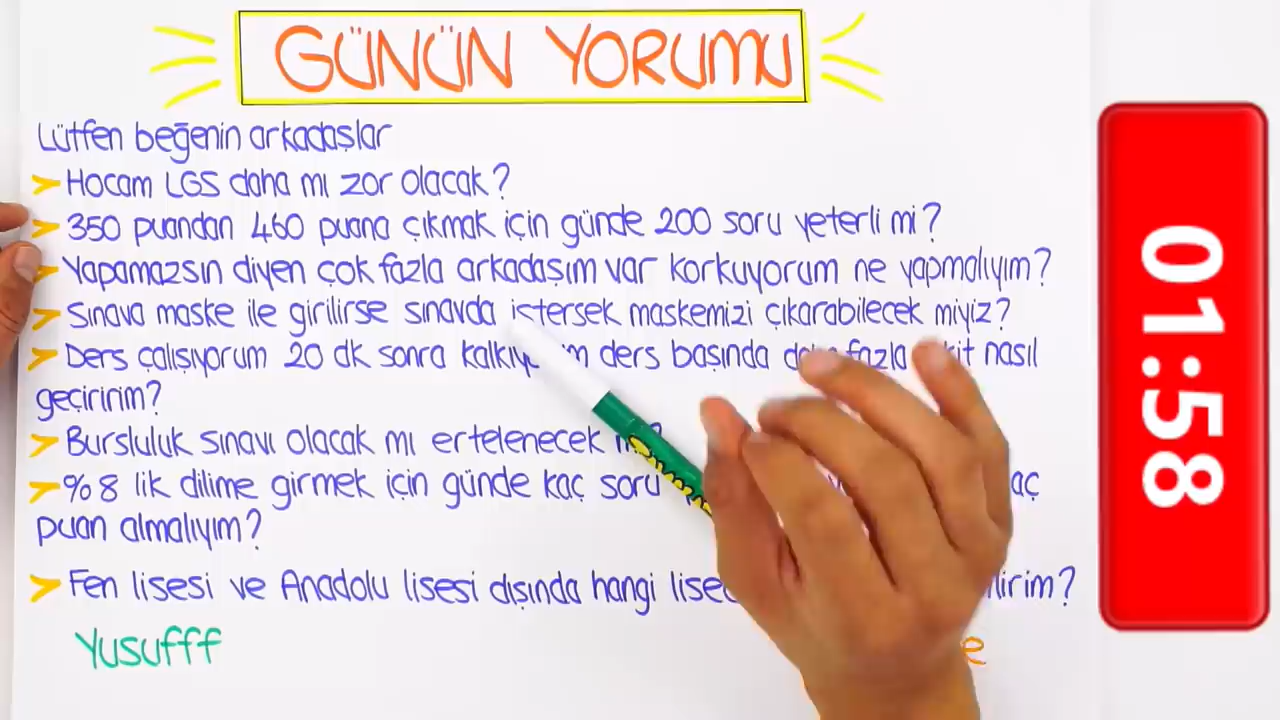 GÜNÜN YORUMU
Lütfen beğenin arkadaşlar
➤ Hocam LGS daha mı zor olacak?
➤ 350 puandan 460 puana çıkmak için günde 200 soru yeterli mi?
➤ Yapamazsın diyen çok fazla arkadaşım var korkuyorum ne yapmalıyım?
➤ Sınava maske ile girilirse sınavda istersek maskemizi çıkarabilecek miyiz?
➤ Ders çalışıyorum 20 dk sonra ders başında fazla nasıl
geçiririm?
➤ Bursluluk sınavı olacak mı ertelenecek
➤ %8 lik dilime girmek için günde kaç soru
puan almalıyım?
➤ Fen lisesi ve Anadolu lisesi dışında hangi
Yusufff
01:58